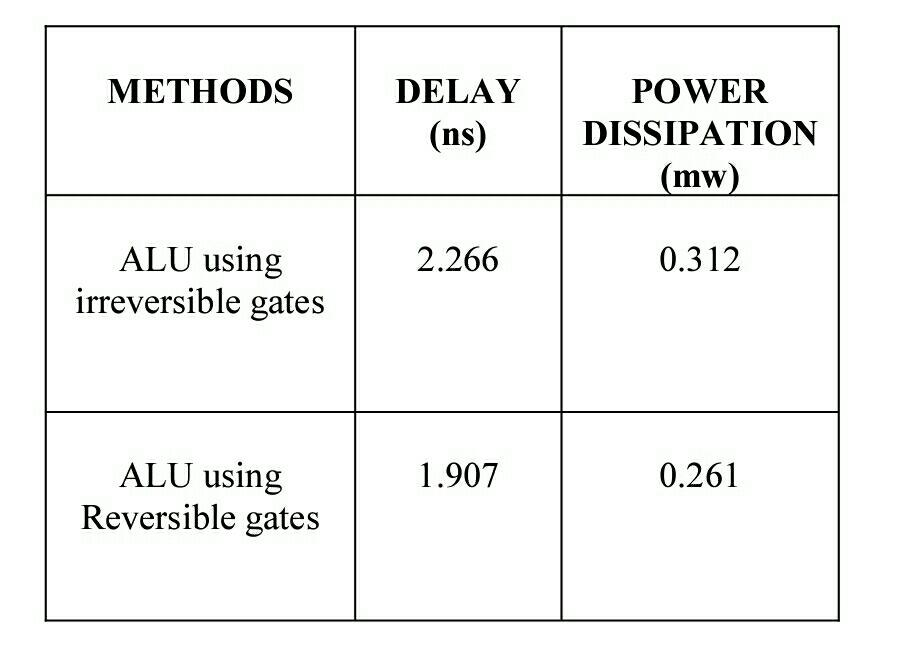 METHODS
DELAY
(ns)
POWER
DISSIPATION
(mw)
ALU using
irreversible gates
2.266
0.312
ALU using
Reversible gates
1.907
0.261